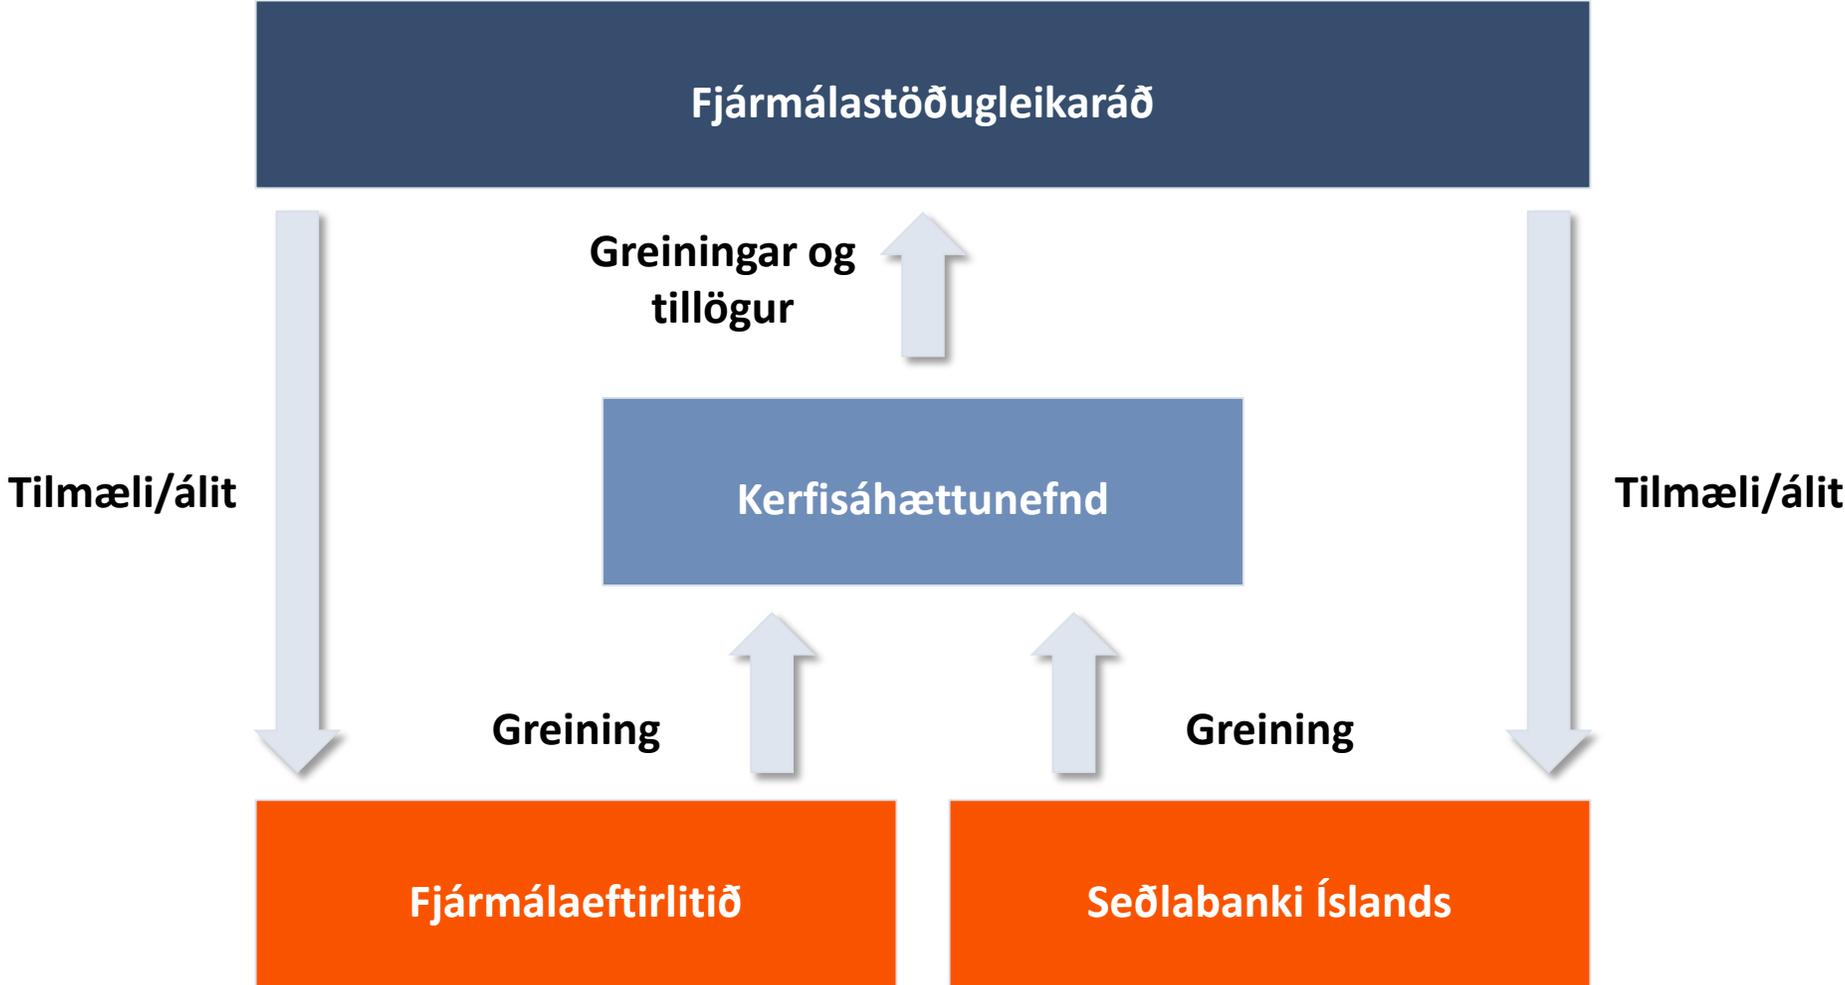 Fjármálastöðugleikaráð
Greiningar og
tillögur
Tilmæli/álit
Kerfisáhættunefnd
Tilmæli/álit
Greining
Greining
Fjármálaeftirlitið
Seðlabanki Íslands